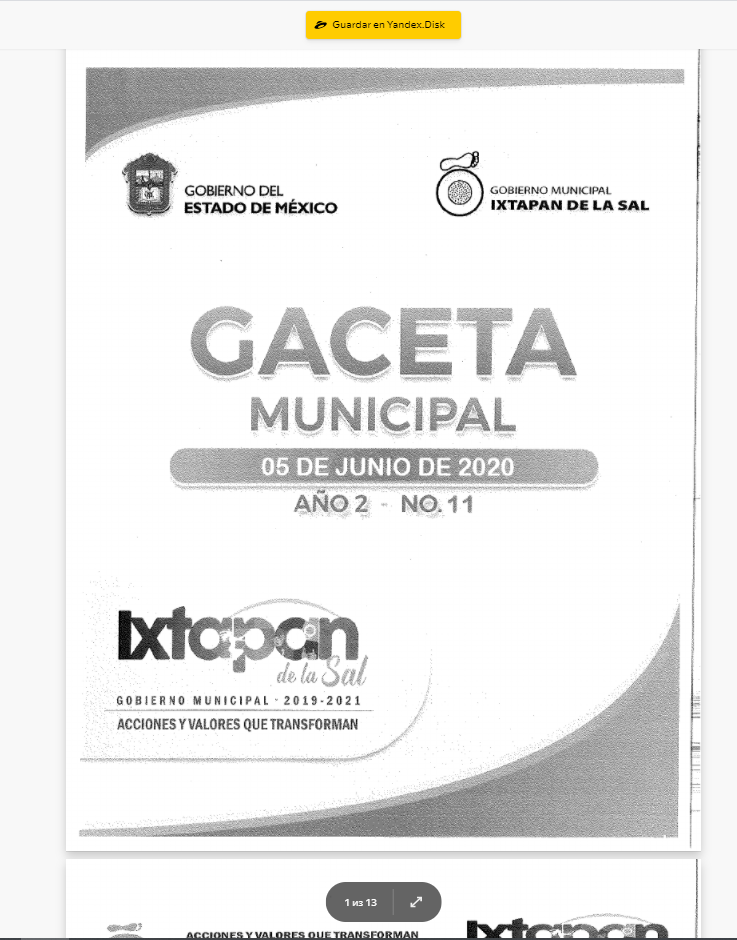 Guardar en Yandex.Disk
GOBIERNO DEL
ESTADO DE MÉXICO
GOBIERNO MUNICIPAL
IXTAPAN DE LA SAL
GACETA
MUNICIPAL
05 DE JUNIO DE 2020
AÑO 2 - NO. 11
Ixtapan
de la Sal
GOBIERNO MUNICIPAL - 2019-2021
ACCIONES Y VALORES QUE TRANSFORMAN
1 из 13
ACCIONES Y VALORES QUE TRANSFORMAN
Ixtapan